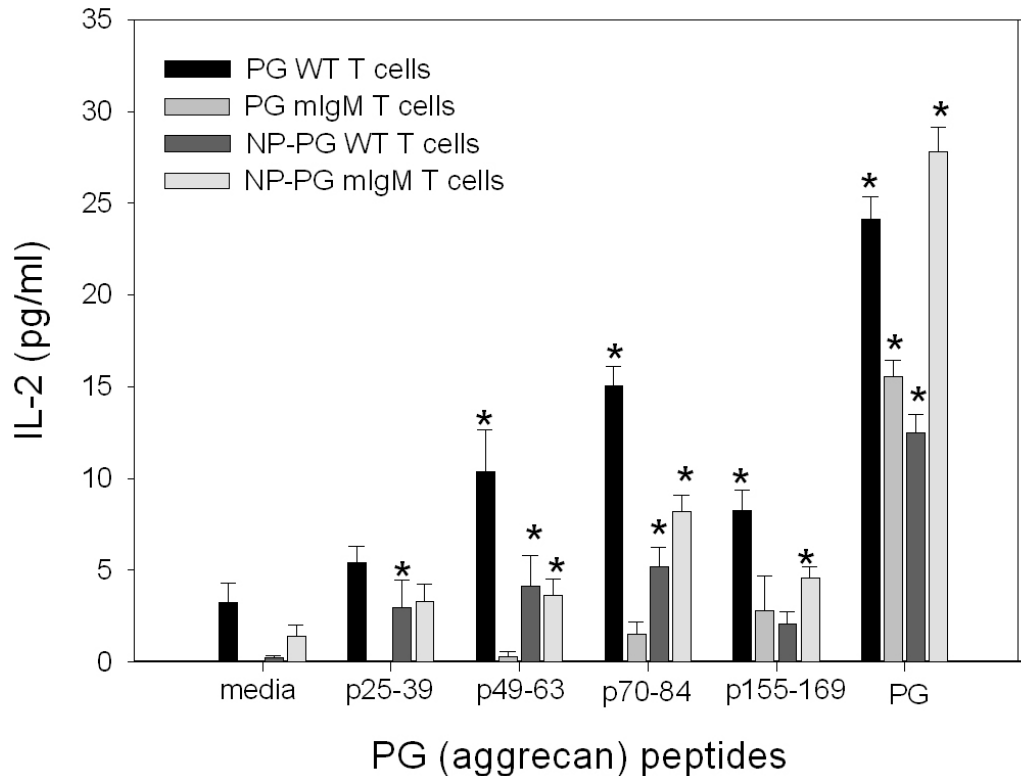 35
30
25
20
15
10
5
0
IL-2 (pg/ml)
PG WT T cells
PG mIgM T cells
NP-PG WT T cells
NP-PG mIgM T cells
* * * * * * * * * * * * *
media p25-39 p49-63 p70-84 p155-169 PG
PG (aggrecan) peptides